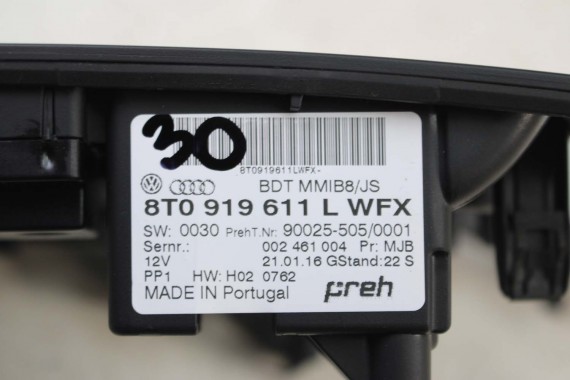 30
8T0919611LWFX-
BDT MMIB8/JS
8T0 919 611 L WFX
SW: 0030 PrehT.Nr: 90025-505/0001
Sernr.: 002 461 004 Pr: MJB
12V 21.01.16 GStand: 22 S
PP1 HW: H02 0762
MADE IN Portugal preh